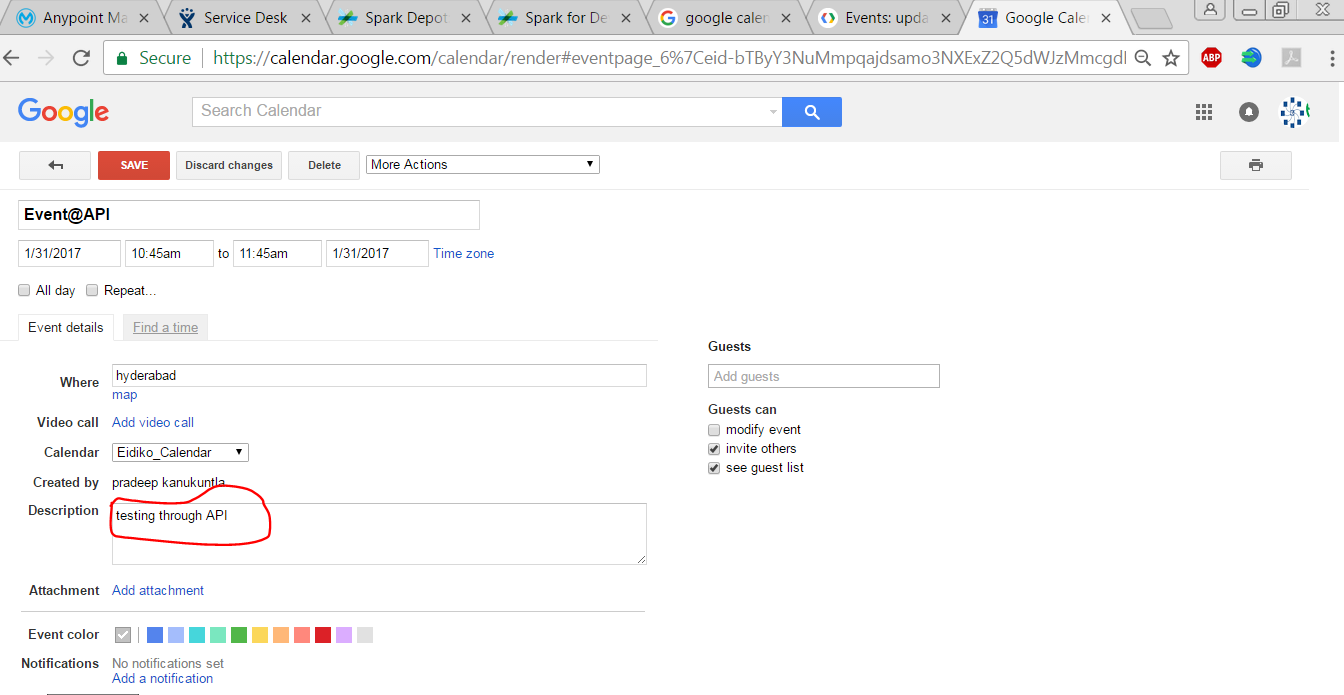 Anypoint Ma
Service Desk
Spark Depot
Spark for De
google caler
Events: upda
31 Google Caler
Secure https://calendar.google.com/calendar/render#eventpage_6%7Ceid-bTByY3NuMmpqajdsamo3NXExZ2Q5dWJzMmcgdl
ABP
Google
Search Calendar
SAVE Discard changes Delete More Actions
Event@API
1/31/2017 10:45am to 11:45am 1/31/2017 Time zone
All day Repeat...
Event details Find a time
Where hyderabad
map
Video call Add video call
Calendar Eidiko_Calendar
Created by pradeep kanukuntla
Description testing through API
Attachment Add attachment
Event color
Notifications No notifications set
Add a notification
Guests
Add guests
Guests can
modify event
invite others
see guest list